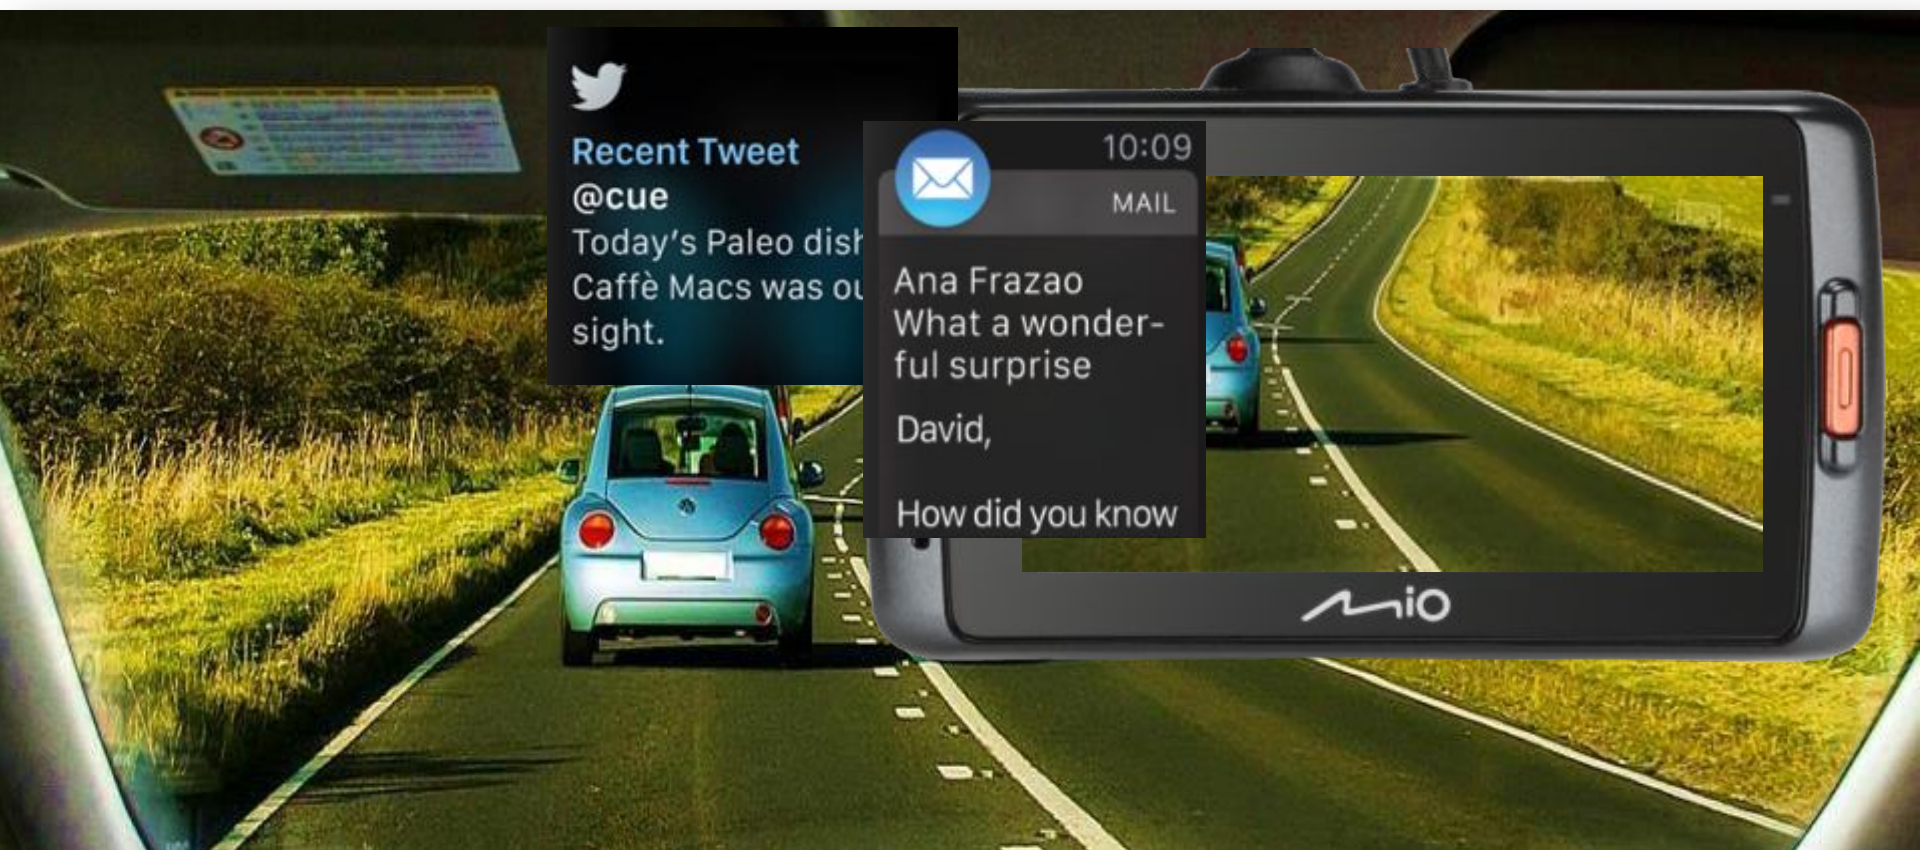 Recent Tweet
@cue
Today's Paleo dish
Caffè Macs was ou
sight.
10:09
MAIL
Ana Frazao
What a wonder-
ful surprise
David,
How did you know
Mio